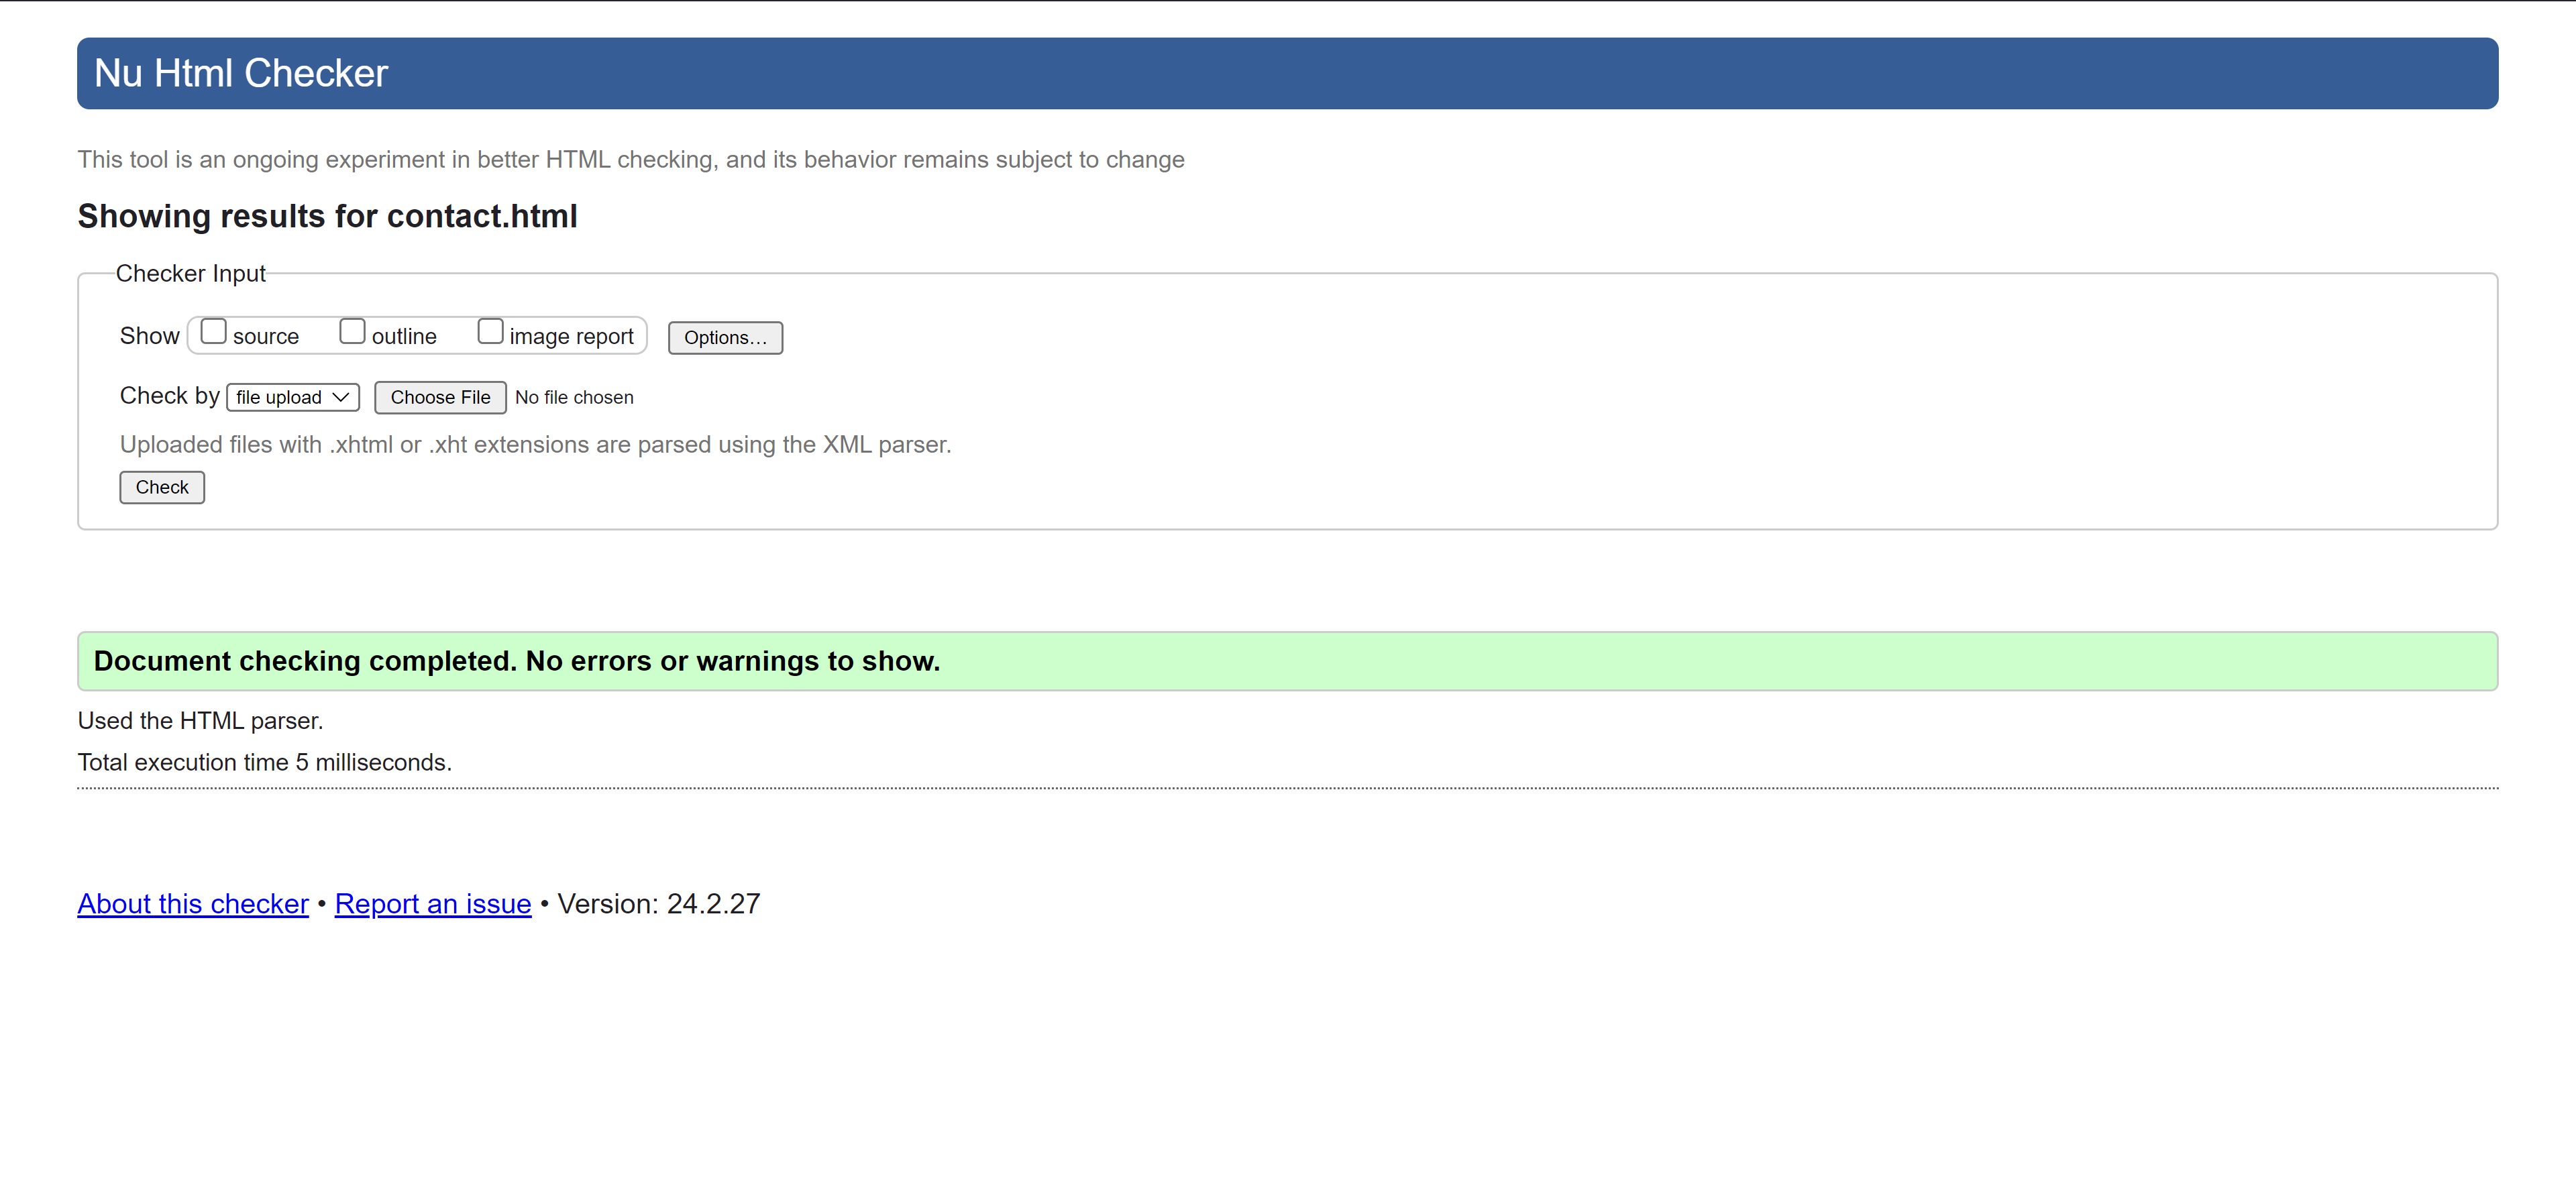 Nu Html Checker
This tool is an ongoing experiment in better HTML checking, and its behavior remains subject to change
Showing results for contact.html
Checker Input
Show source outline image report Options…
Check by file upload Choose File No file chosen
Uploaded files with .xhtml or .xht extensions are parsed using the XML parser.
Check
Document checking completed. No errors or warnings to show.
Used the HTML parser.
Total execution time 5 milliseconds.
About this checker • Report an issue • Version: 24.2.27